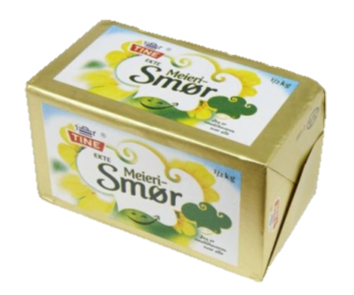 TINE
EKTE
Meieri-
Smør
1/2 kg
TINE
EKTE
Meieri-
Smør
1/2 kg